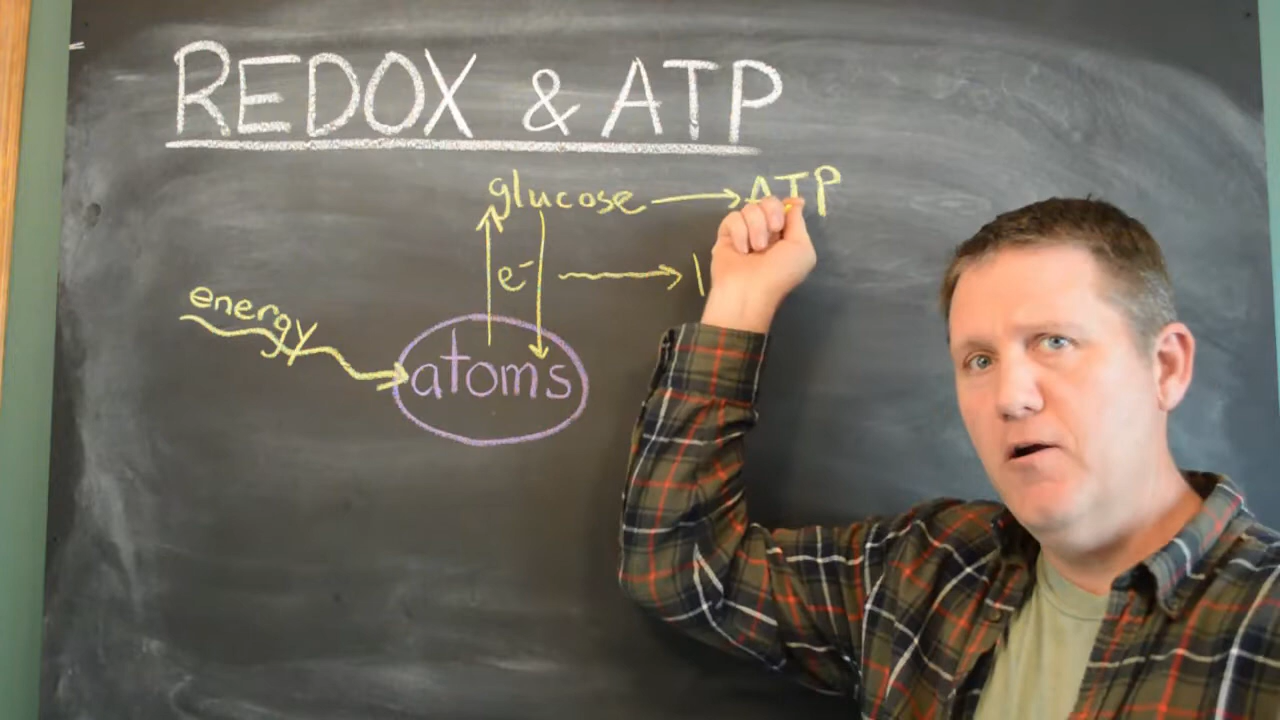 REDOX & ATP
glucose → ATP
e⁻ →
energy
atoms